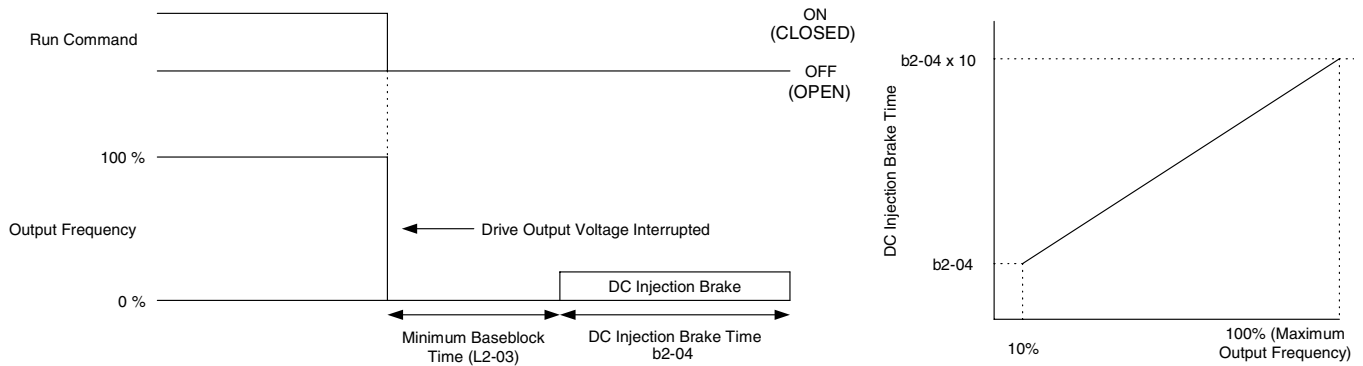 Run Command
ON
(CLOSED)
OFF
(OPEN)
100 %
Output Frequency
Drive Output Voltage Interrupted
0 %
DC Injection Brake
Minimum Baseblock
Time (L2-03)
DC Injection Brake Time
b2-04
DC Injection Brake Time
b2-04 x 10
b2-04
10%
100% (Maximum
Output Frequency)